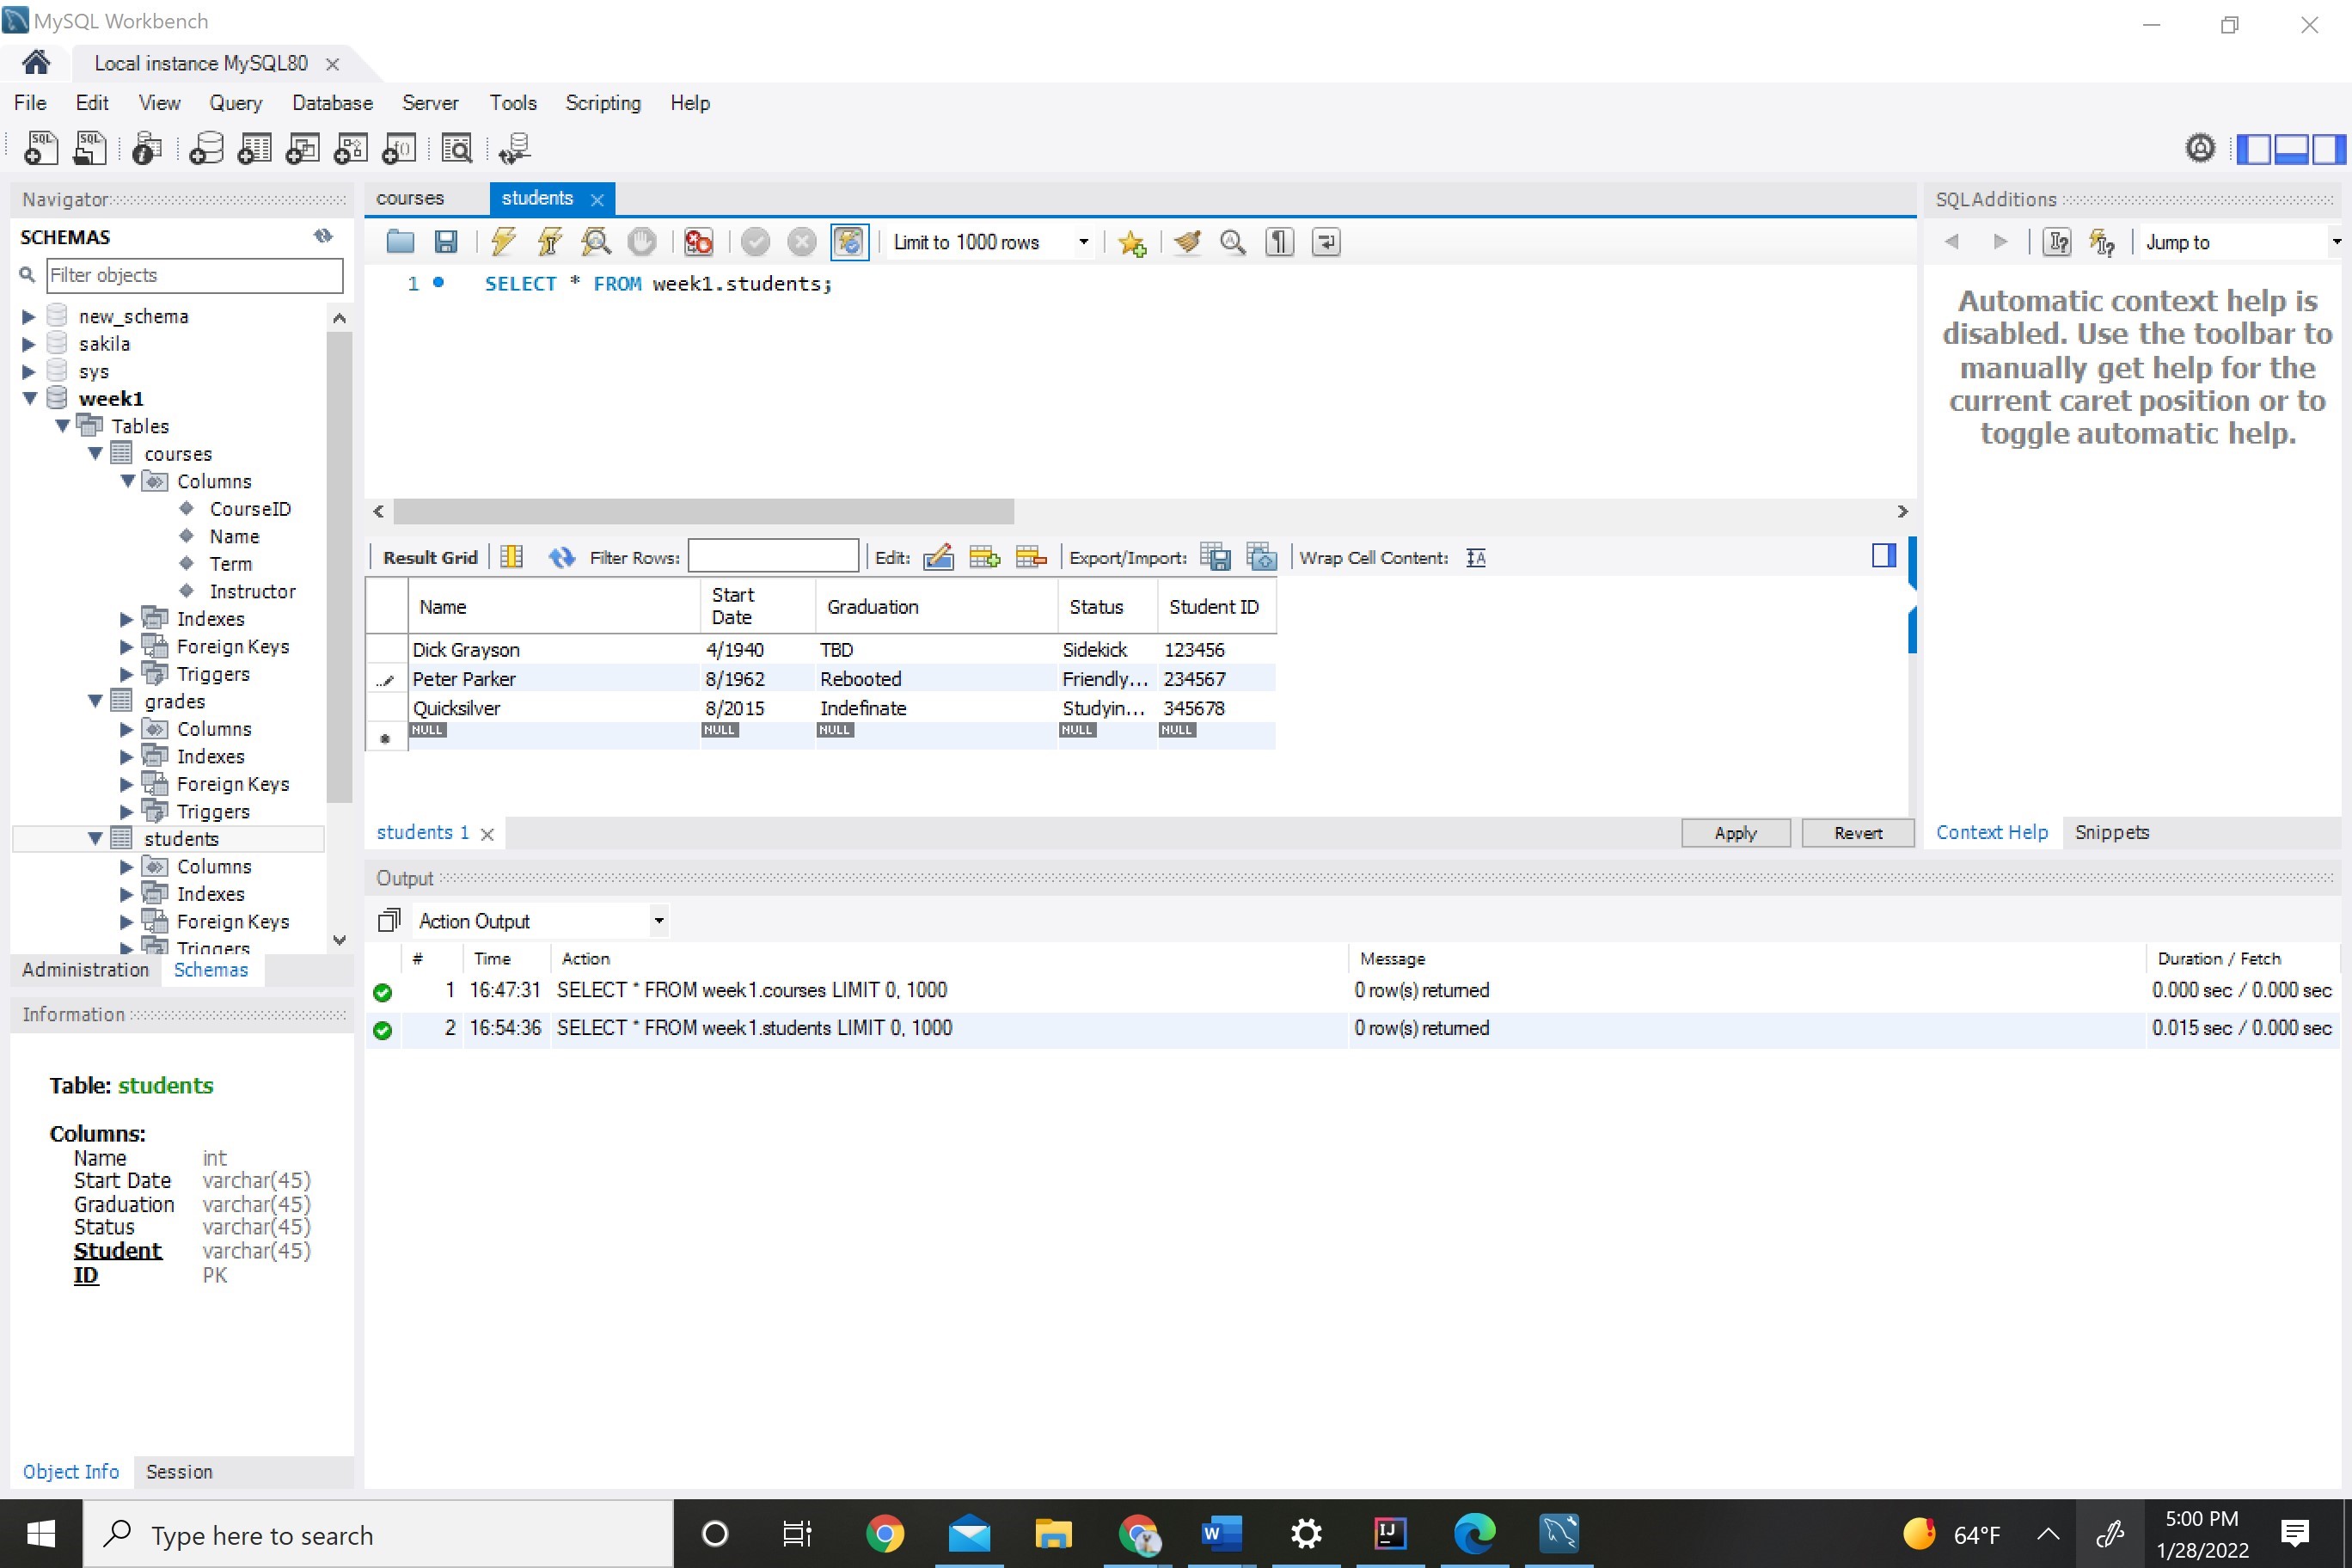 MySQL Workbench
Local instance MySQL80
File Edit View Query Database Server Tools Scripting Help
Navigator
SCHEMAS
Filter objects
new_schema
sakila
sys
week1
Tables
courses
Columns
CourseID
Name
Term
Instructor
Indexes
Foreign Keys
Triggers
grades
Columns
Indexes
Foreign Keys
Triggers
students
Columns
Indexes
Foreign Keys
Triggers
Administration Schemas
Information
Table: students
Columns:
Name int
Start Date varchar(45)
Graduation varchar(45)
Status varchar(45)
Student varchar(45)
ID PK
Object Info Session
courses students
Limit to 1000 rows
1 SELECT * FROM week1.students;
Result Grid Filter Rows: Edit: Export/Import: Wrap Cell Content:
Name Start Date Graduation Status Student ID
Dick Grayson 4/1940 TBD Sidekick 123456
Peter Parker 8/1962 Rebooted Friendly... 234567
Quicksilver 8/2015 Indefinate Studyin... 345678
NULL NULL NULL NULL NULL
students 1 Apply Revert
SQLAdditions
Jump to
Automatic context help is
disabled. Use the toolbar to
manually get help for the
current caret position or to
toggle automatic help.
Context Help Snippets
Output
Action Output
# Time Action Message Duration / Fetch
1 16:47:31 SELECT * FROM week1.courses LIMIT 0, 1000 0 row(s) returned 0.000 sec / 0.000 sec
2 16:54:36 SELECT * FROM week1.students LIMIT 0, 1000 0 row(s) returned 0.015 sec / 0.000 sec
Type here to search
64°F
5:00 PM
1/28/2022